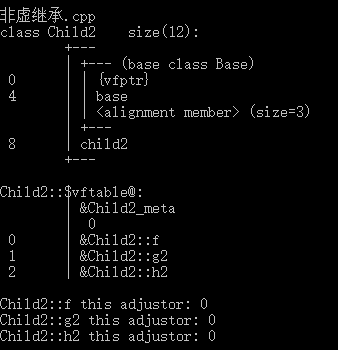 非虚继承.cpp
class Child2    size(12):
        +---
        | +--- (base class Base)
 0      | | {vfptr}
 4      | | base
        | | <alignment member> (size=3)
        | +---
 8      | child2
        +---
Child2::$vftable@:
        | &Child2_meta
        |  0
 0      | &Child2::f
 1      | &Child2::g2
 2      | &Child2::h2
Child2::f this adjustor: 0
Child2::g2 this adjustor: 0
Child2::h2 this adjustor: 0